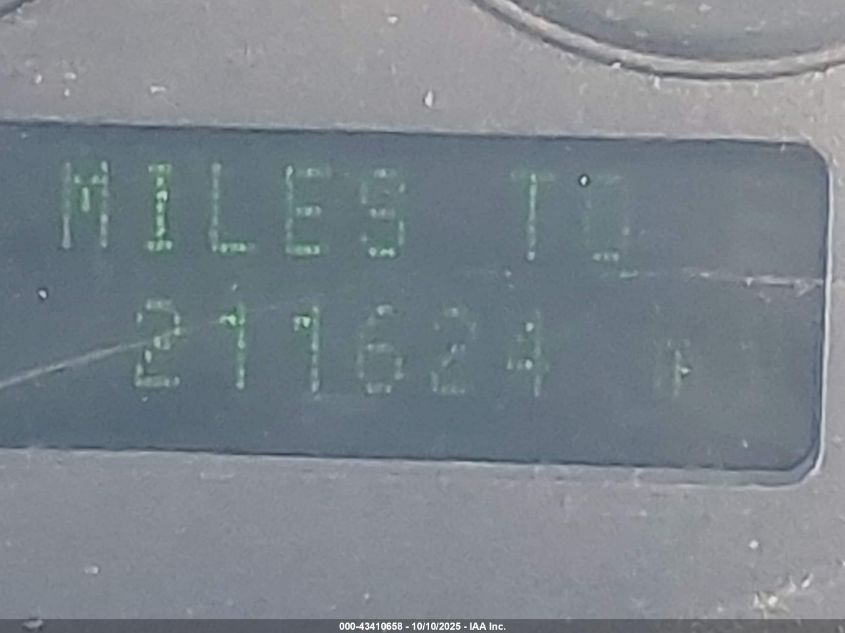 MILES TO
211624 m
000-43410658 - 10/10/2025 - IAA Inc.